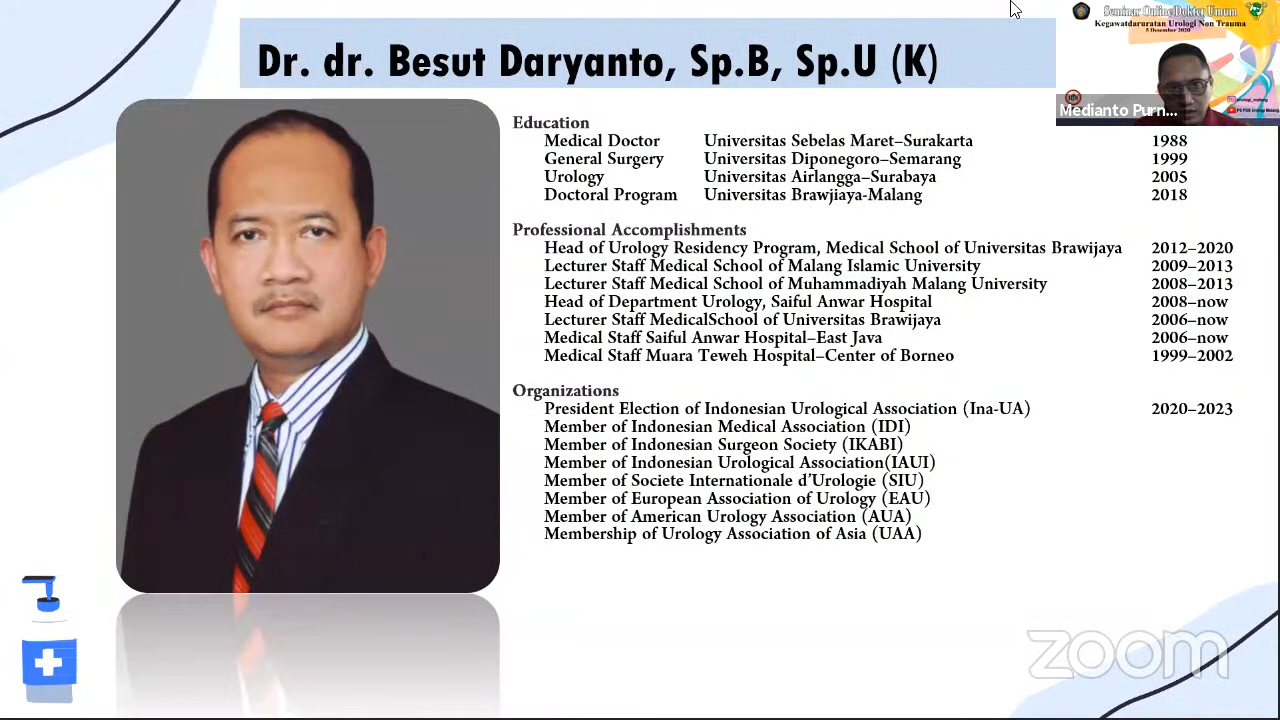 Dr. dr. Besut Daryanto, Sp.B, Sp.U (K)
Seminar Online Dokter Umum
Kegawatdaruratan Urologi Non Trauma
5 Desember 2020
urologi_malang
Medianto Purn...
Education
Medical Doctor Universitas Sebelas Maret–Surakarta 1988
General Surgery Universitas Diponegoro–Semarang 1999
Urology Universitas Airlangga–Surabaya 2005
Doctoral Program Universitas Brawjiaya-Malang 2018
Professional Accomplishments
Head of Urology Residency Program, Medical School of Universitas Brawijaya 2012–2020
Lecturer Staff Medical School of Malang Islamic University 2009–2013
Lecturer Staff Medical School of Muhammadiyah Malang University 2008–2013
Head of Department Urology, Saiful Anwar Hospital 2008–now
Lecturer Staff MedicalSchool of Universitas Brawijaya 2006–now
Medical Staff Saiful Anwar Hospital–East Java 2006–now
Medical Staff Muara Teweh Hospital–Center of Borneo 1999–2002
Organizations
President Election of Indonesian Urological Association (Ina-UA) 2020–2023
Member of Indonesian Medical Association (IDI)
Member of Indonesian Surgeon Society (IKABI)
Member of Indonesian Urological Association(IAUI)
Member of Societe Internationale d'Urologie (SIU)
Member of European Association of Urology (EAU)
Member of American Urology Association (AUA)
Membership of Urology Association of Asia (UAA)
zoom